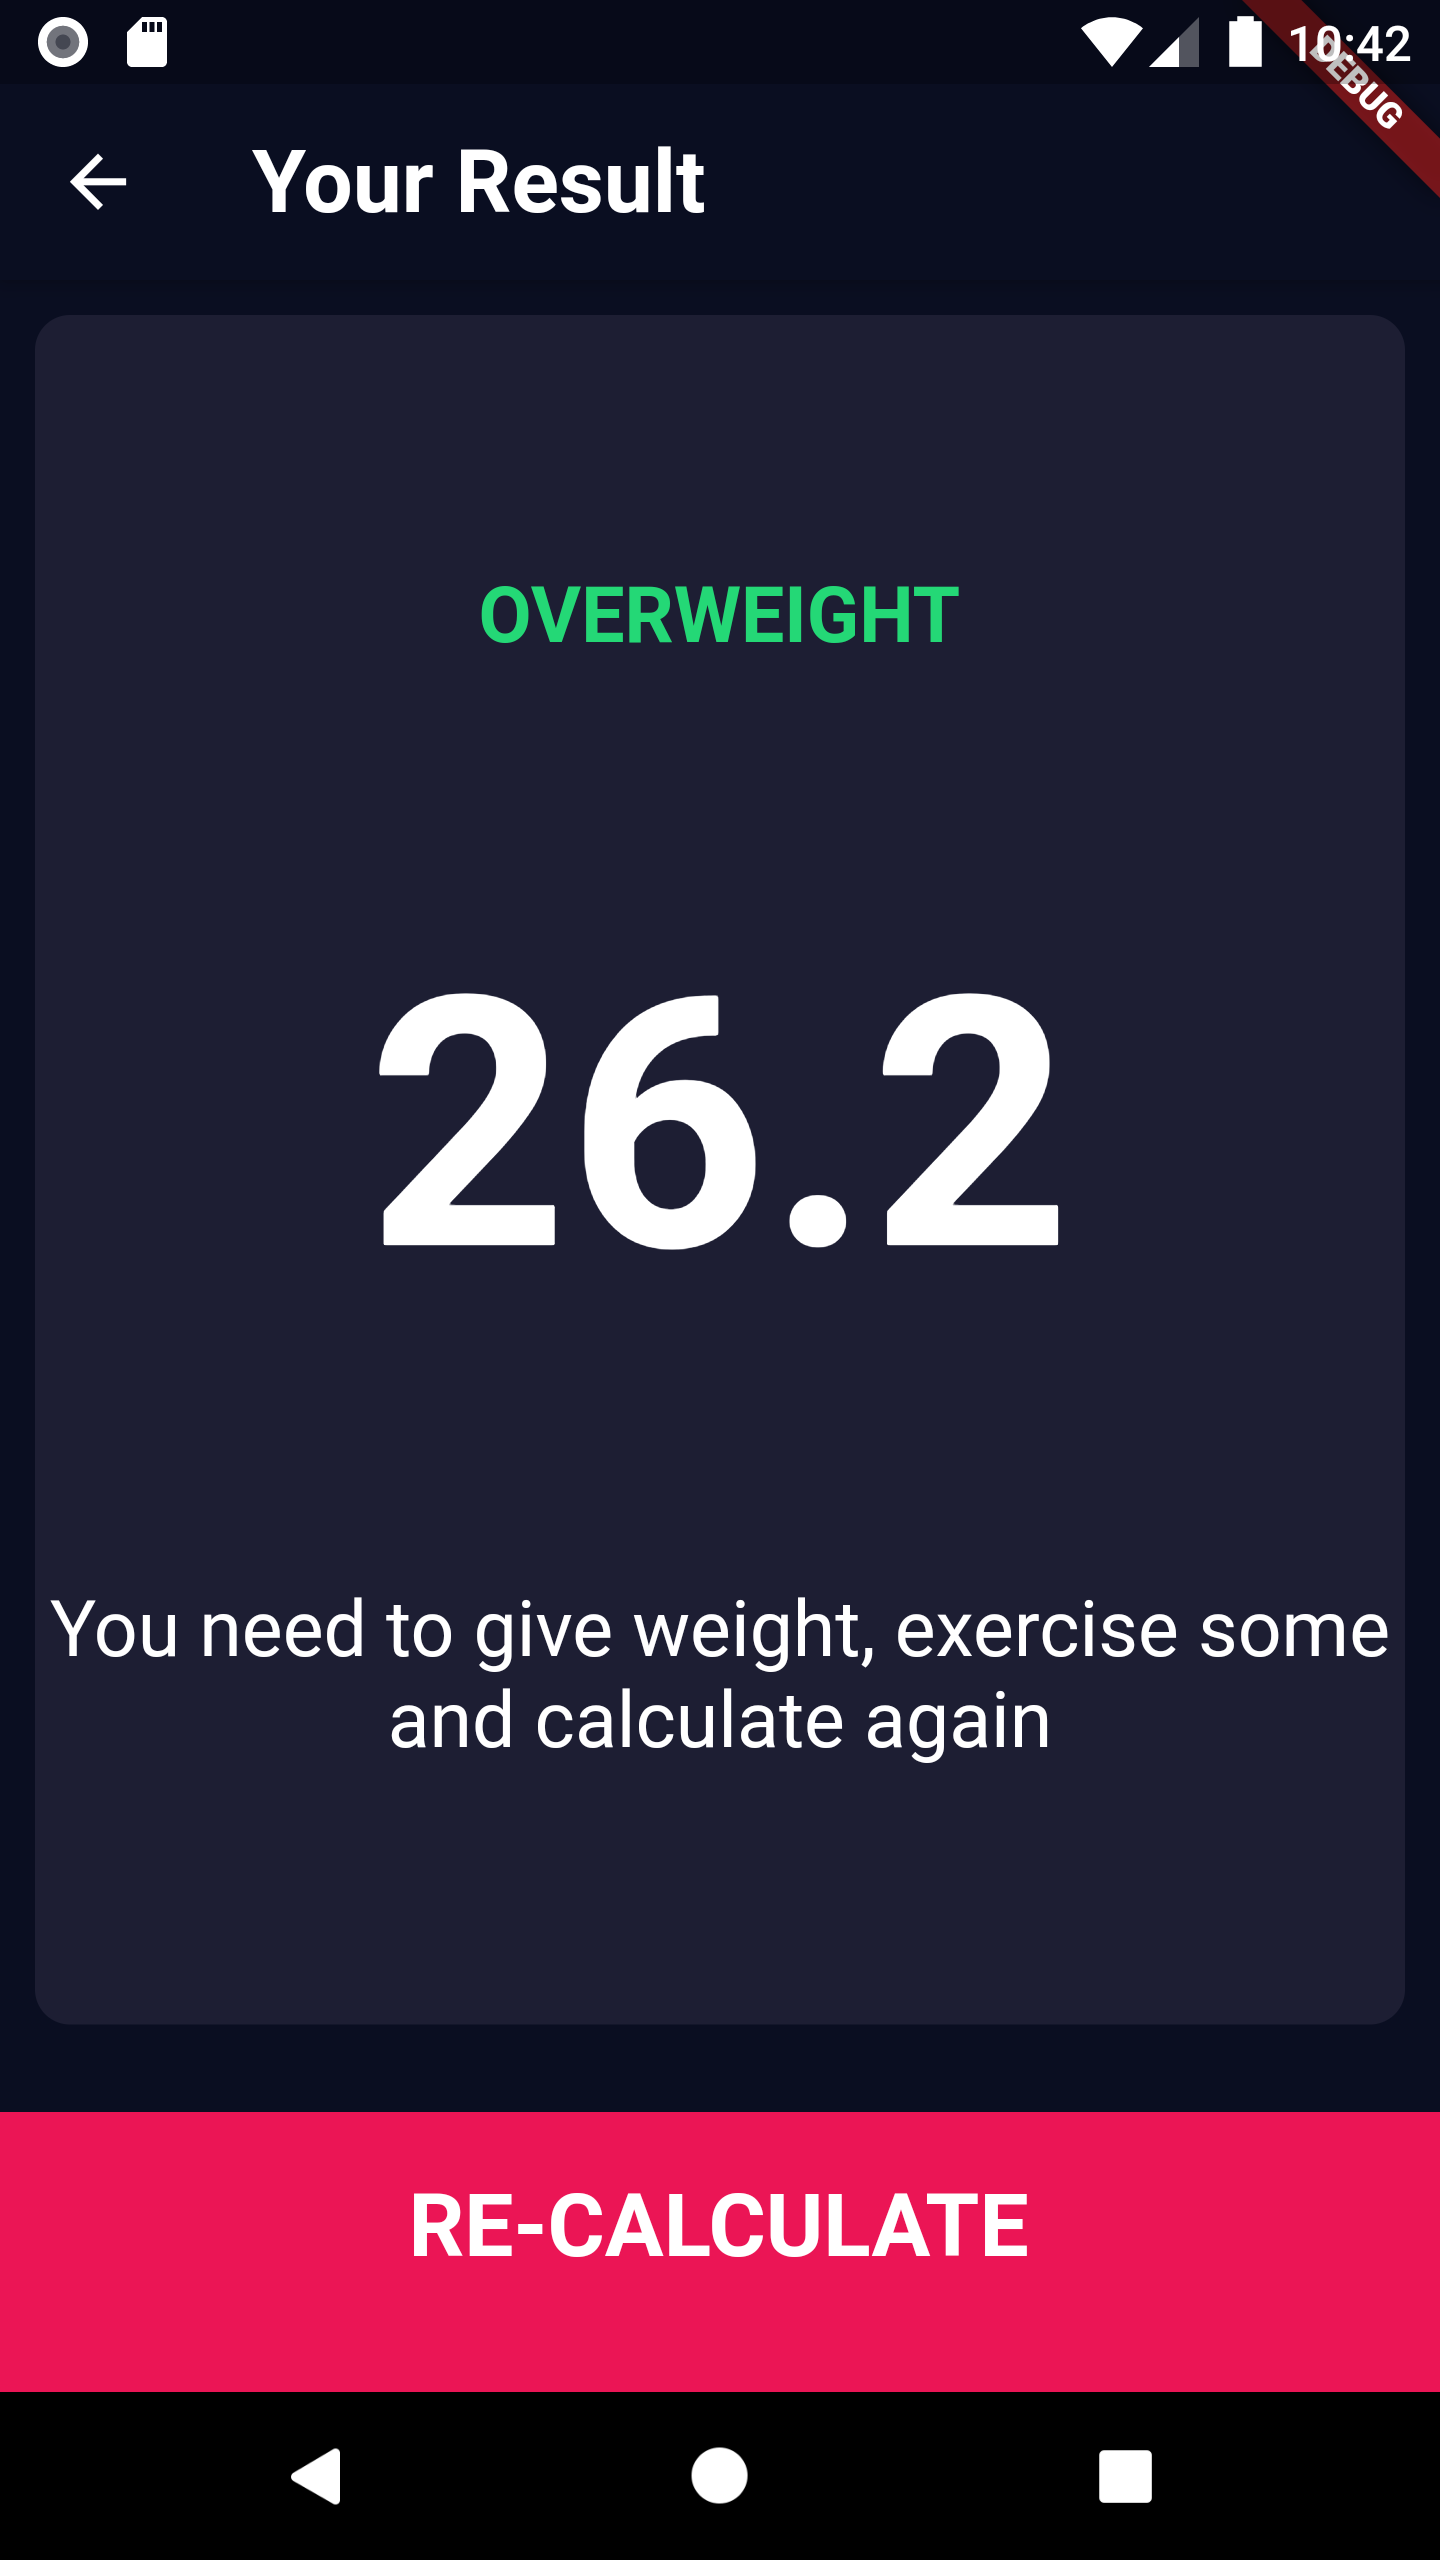 10:42
DEBUG
Your Result
OVERWEIGHT
26.2
You need to give weight, exercise some
and calculate again
RE-CALCULATE